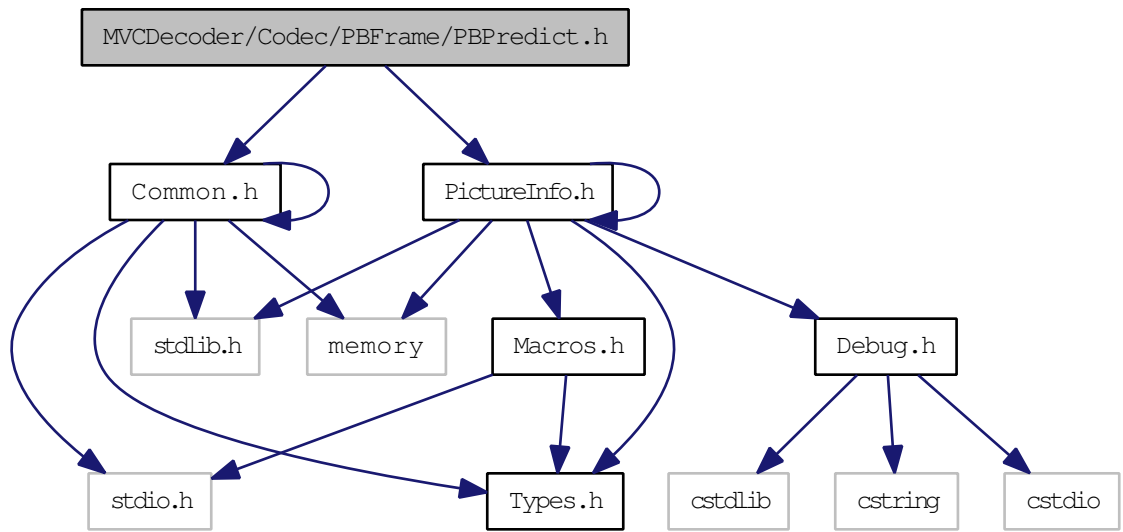 MVCDecoder/Codec/PBFrame/PBPredict.h
Common.h
PictureInfo.h
stdlib.h
memory
Macros.h
Debug.h
stdio.h
Types.h
cstdlib
cstring
cstdio